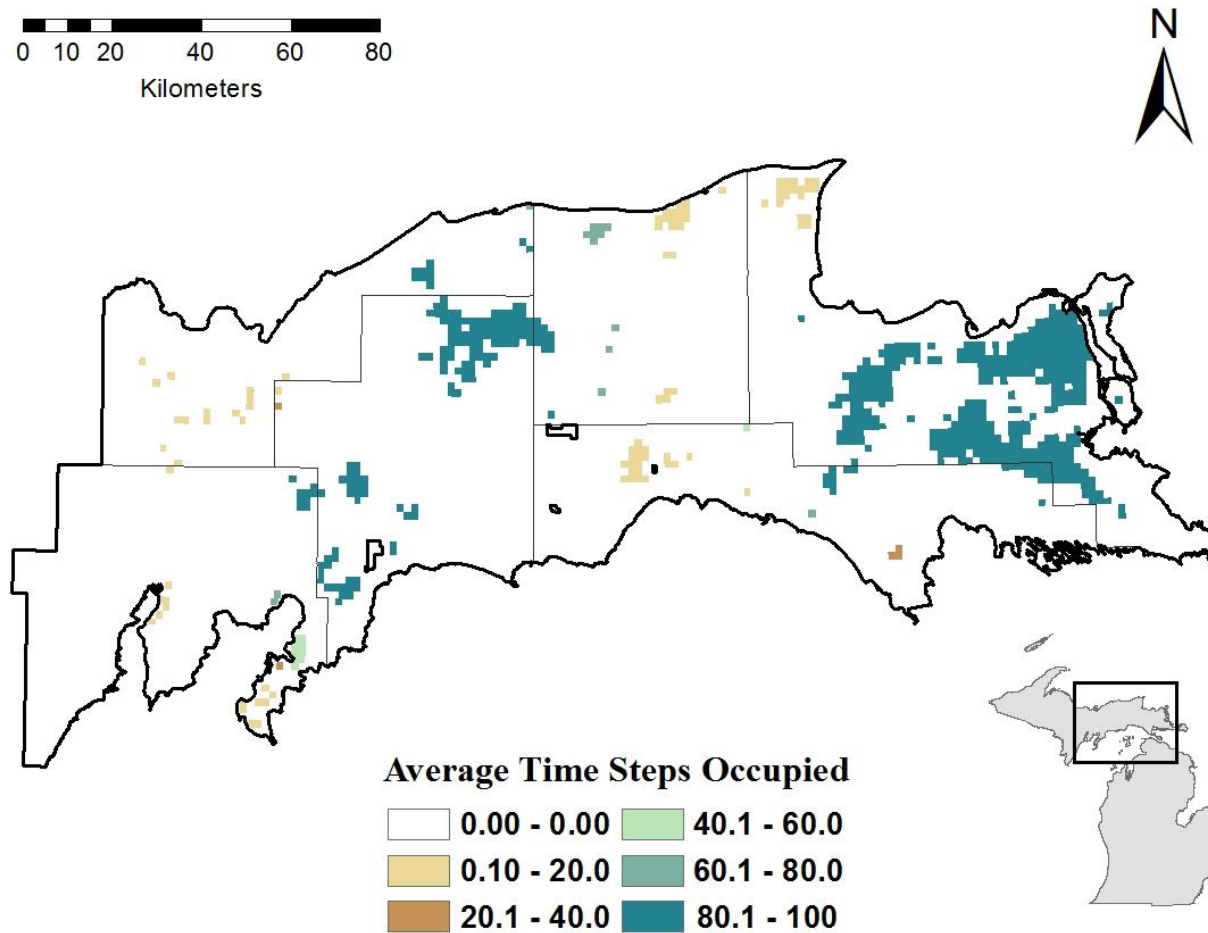 N
0 10 20 40 60 80
Kilometers
Average Time Steps Occupied
0.00 - 0.00 40.1 - 60.0
0.10 - 20.0 60.1 - 80.0
20.1 - 40.0 80.1 - 100